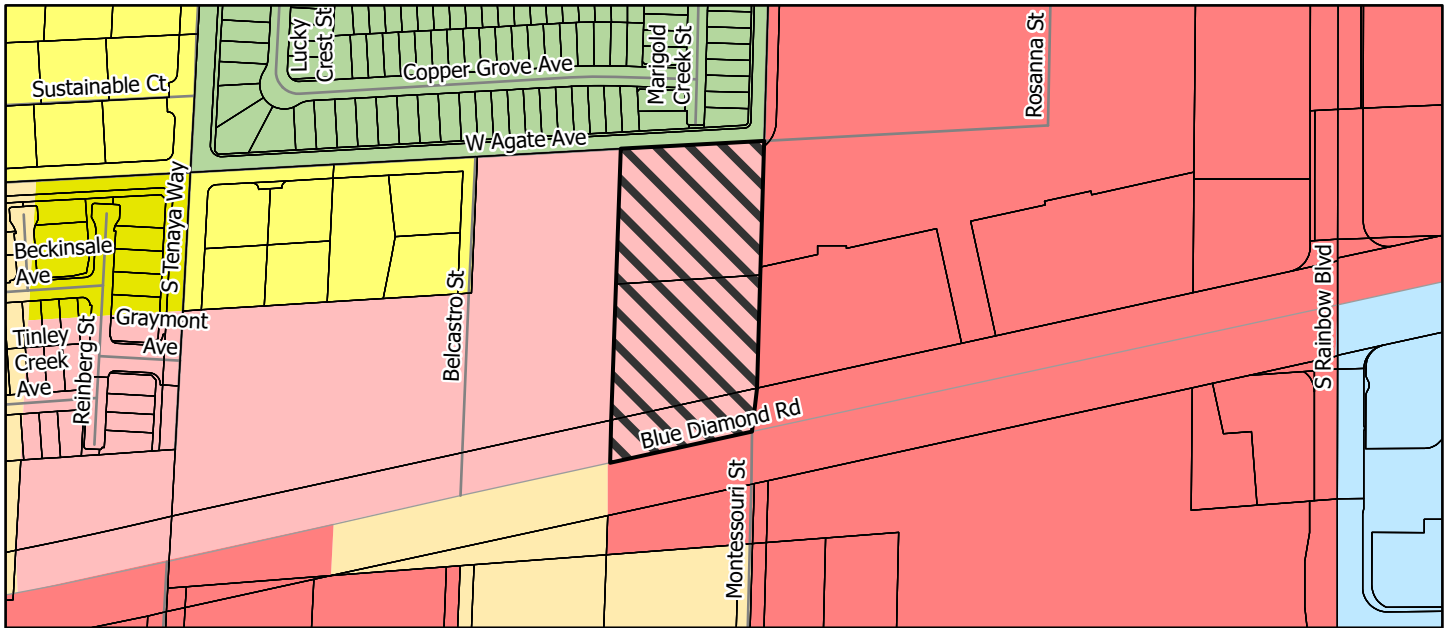 Lucky
Crest St
Marigold
Creek St
Rosanna St
Sustainable Ct
Copper Grove Ave
W Agate Ave
S Tenaya Way
Beckinsale
Ave
Belcastro St
S Rainbow Blvd
Graymont
Ave
Tinley
Creek
Ave
Reinberg St
Blue Diamond Rd
Montessouri St